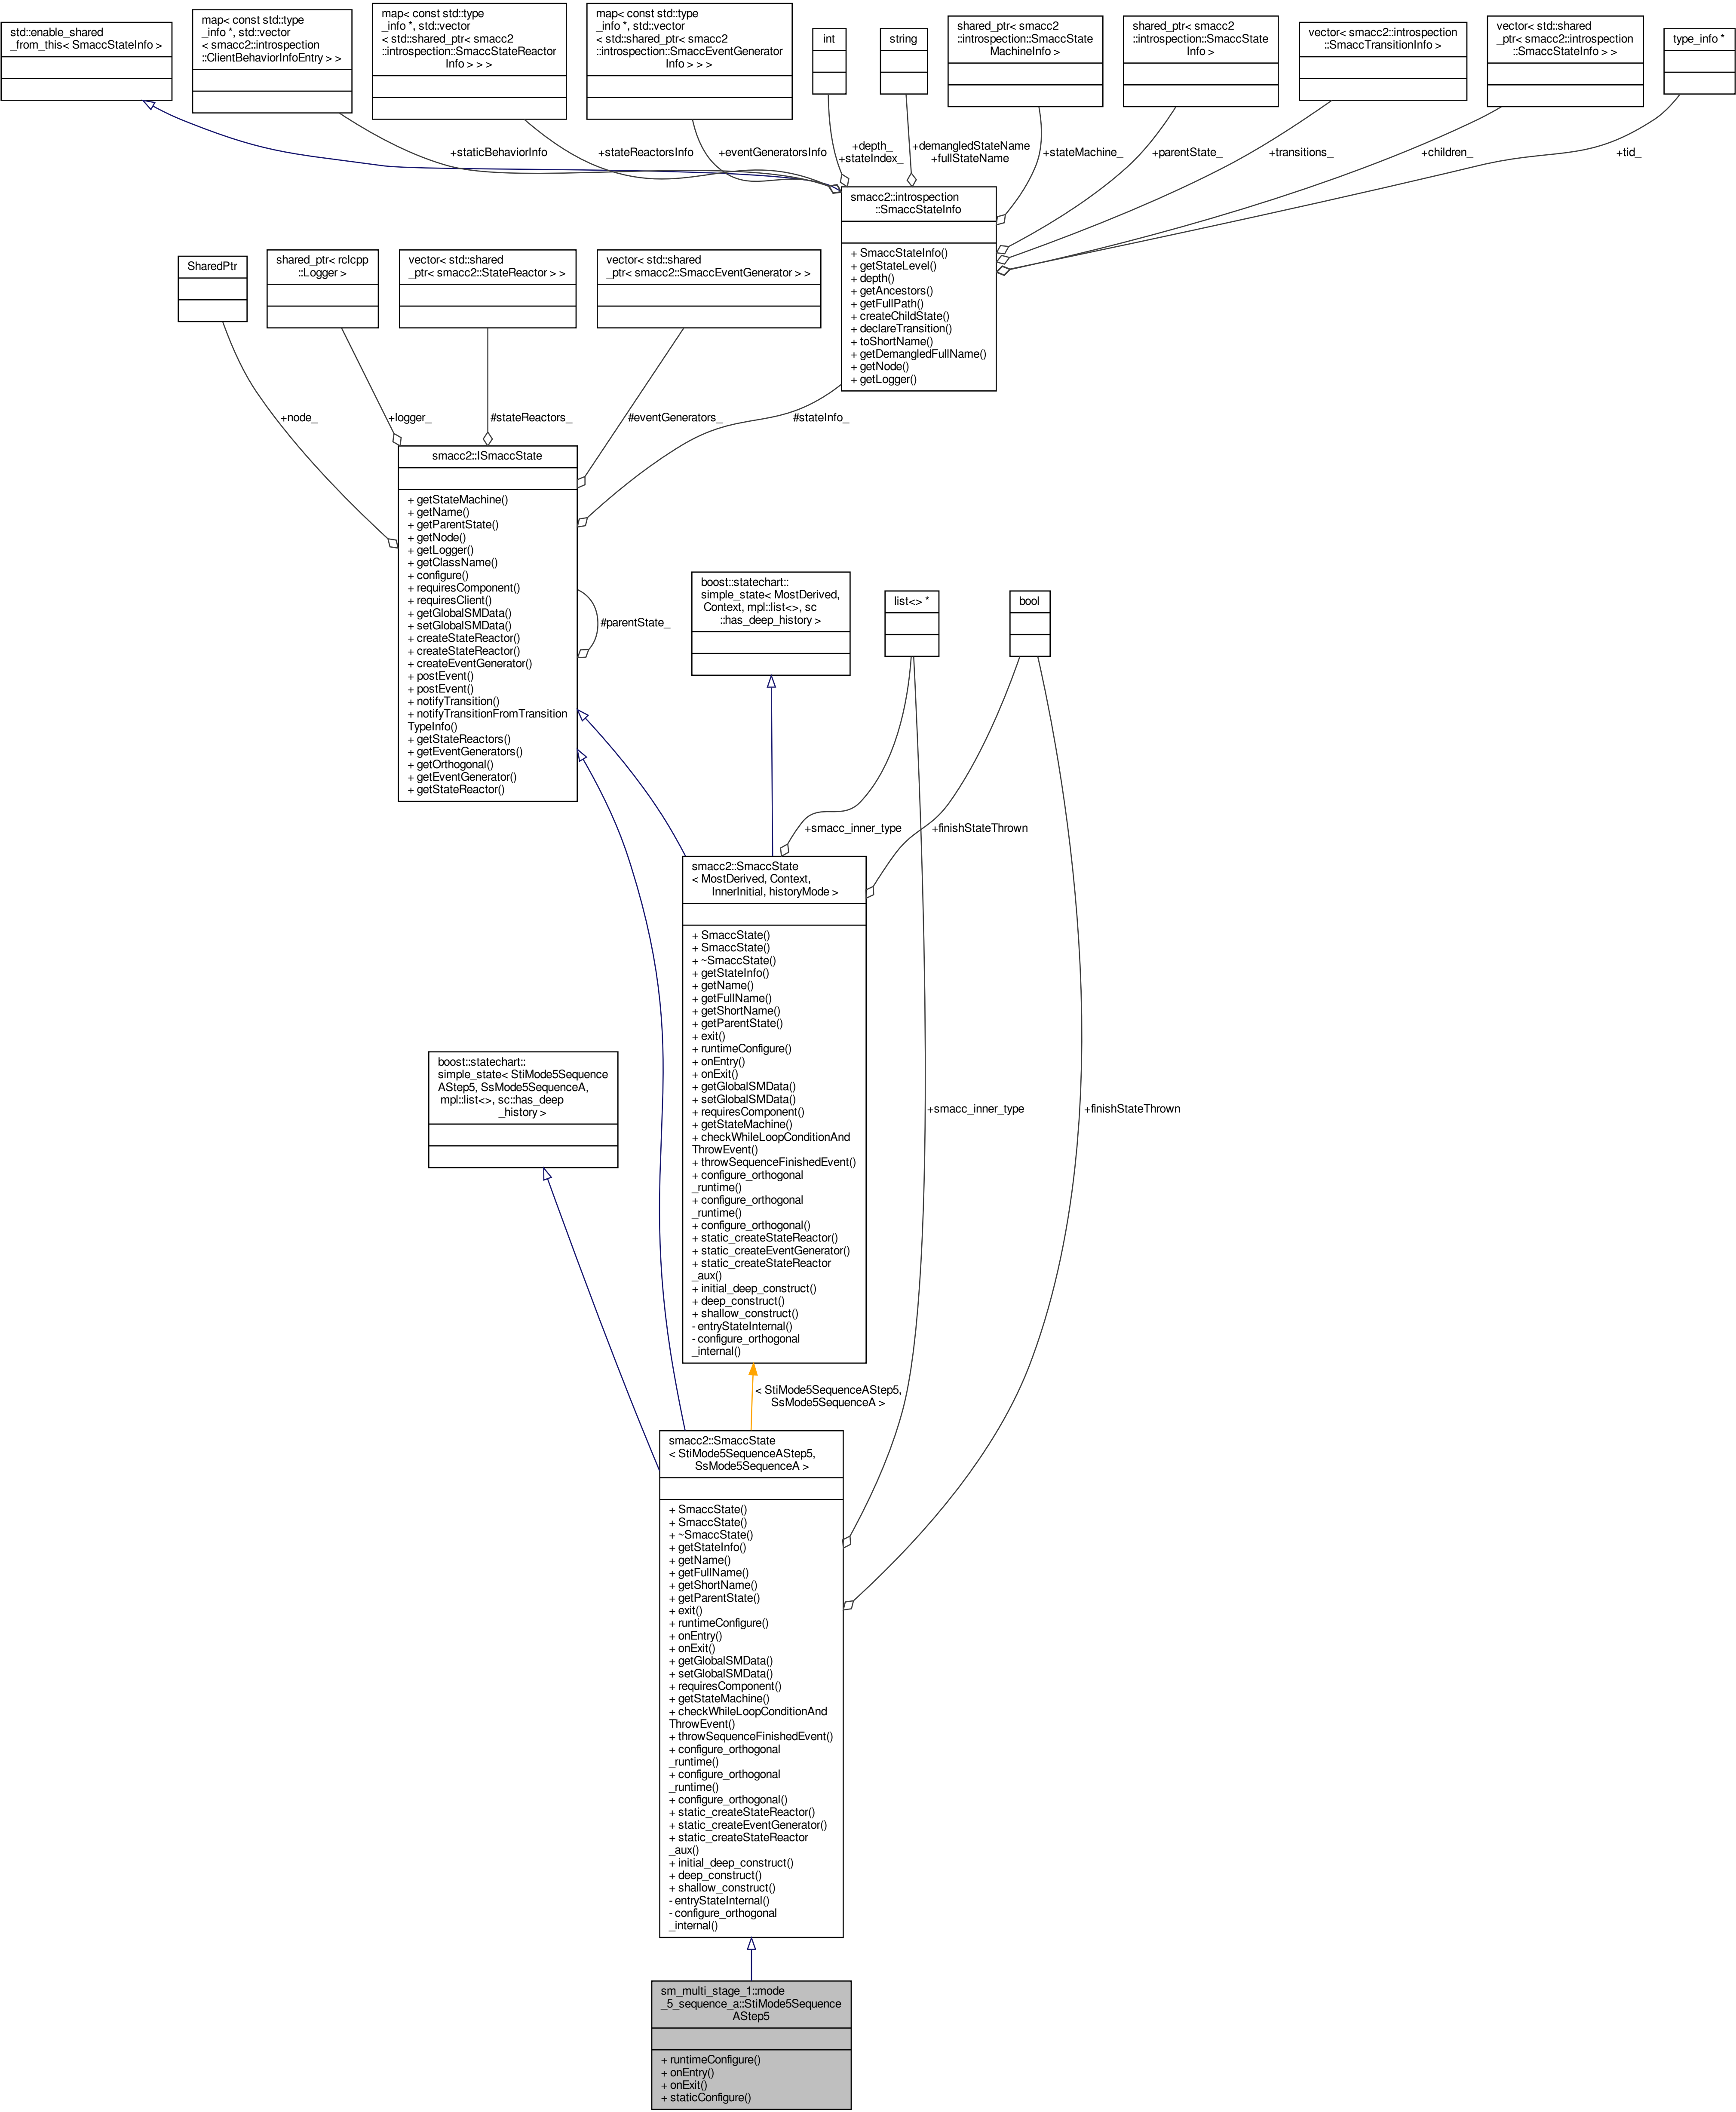 std::enable_shared
_from_this< SmaccStateInfo >
map< const std::type
_info *, std::vector
< smacc2::introspection
::ClientBehaviorInfoEntry > >
map< const std::type
_info *, std::vector
< std::shared_ptr< smacc2
::introspection::SmaccStateReactor
Info > > >
map< const std::type
_info *, std::vector
< std::shared_ptr< smacc2
::introspection::SmaccEventGenerator
Info > > >
int
string
shared_ptr< smacc2
::introspection::SmaccState
MachineInfo >
shared_ptr< smacc2
::introspection::SmaccState
Info >
vector< smacc2::introspection
::SmaccTransitionInfo >
vector< std::shared
_ptr< smacc2::introspection
::SmaccStateInfo > >
type_info *
+staticBehaviorInfo
+stateReactorsInfo
+eventGeneratorsInfo
+depth_
+stateIndex_
+demangledStateName
+fullStateName
+stateMachine_
+parentState_
+transitions_
+children_
+tid_
smacc2::introspection
::SmaccStateInfo
+ SmaccStateInfo()
+ getStateLevel()
+ depth()
+ getAncestors()
+ getFullPath()
+ createChildState()
+ declareTransition()
+ toShortName()
+ getDemangledFullName()
+ getNode()
+ getLogger()
SharedPtr
shared_ptr< rclcpp
::Logger >
vector< std::shared
_ptr< smacc2::StateReactor > >
vector< std::shared
_ptr< smacc2::SmaccEventGenerator > >
+node_
+logger_
#stateReactors_
#eventGenerators_
#stateInfo_
smacc2::ISmaccState
+ getStateMachine()
+ getName()
+ getParentState()
+ getNode()
+ getLogger()
+ getClassName()
+ configure()
+ requiresComponent()
+ requiresClient()
+ getGlobalSMData()
+ setGlobalSMData()
+ createStateReactor()
+ createStateReactor()
+ createEventGenerator()
+ postEvent()
+ postEvent()
+ notifyTransition()
+ notifyTransitionFromTransition
TypeInfo()
+ getStateReactors()
+ getEventGenerators()
+ getOrthogonal()
+ getEventGenerator()
+ getStateReactor()
#parentState_
boost::statechart::
simple_state< MostDerived,
Context, mpl::list<>, sc
::has_deep_history >
list<> *
bool
+smacc_inner_type
+finishStateThrown
smacc2::SmaccState
< MostDerived, Context,
InnerInitial, historyMode >
+ SmaccState()
+ SmaccState()
+ ~SmaccState()
+ getStateInfo()
+ getName()
+ getFullName()
+ getShortName()
+ getParentState()
+ exit()
+ runtimeConfigure()
+ onEntry()
+ onExit()
+ getGlobalSMData()
+ setGlobalSMData()
+ requiresComponent()
+ getStateMachine()
+ checkWhileLoopConditionAnd
ThrowEvent()
+ throwSequenceFinishedEvent()
+ configure_orthogonal
_runtime()
+ configure_orthogonal
_runtime()
+ configure_orthogonal()
+ static_createStateReactor()
+ static_createEventGenerator()
+ static_createStateReactor
_aux()
+ initial_deep_construct()
+ deep_construct()
+ shallow_construct()
- entryStateInternal()
- configure_orthogonal
_internal()
boost::statechart::
simple_state< StiMode5Sequence
AStep5, SsMode5SequenceA,
mpl::list<>, sc::has_deep
_history >
+smacc_inner_type
+finishStateThrown
< StiMode5SequenceAStep5,
SsMode5SequenceA >
smacc2::SmaccState
< StiMode5SequenceAStep5,
SsMode5SequenceA >
+ SmaccState()
+ SmaccState()
+ ~SmaccState()
+ getStateInfo()
+ getName()
+ getFullName()
+ getShortName()
+ getParentState()
+ exit()
+ runtimeConfigure()
+ onEntry()
+ onExit()
+ getGlobalSMData()
+ setGlobalSMData()
+ requiresComponent()
+ getStateMachine()
+ checkWhileLoopConditionAnd
ThrowEvent()
+ throwSequenceFinishedEvent()
+ configure_orthogonal
_runtime()
+ configure_orthogonal
_runtime()
+ configure_orthogonal()
+ static_createStateReactor()
+ static_createEventGenerator()
+ static_createStateReactor
_aux()
+ initial_deep_construct()
+ deep_construct()
+ shallow_construct()
- entryStateInternal()
- configure_orthogonal
_internal()
sm_multi_stage_1::mode
_5_sequence_a::StiMode5Sequence
AStep5
+ runtimeConfigure()
+ onEntry()
+ onExit()
+ staticConfigure()